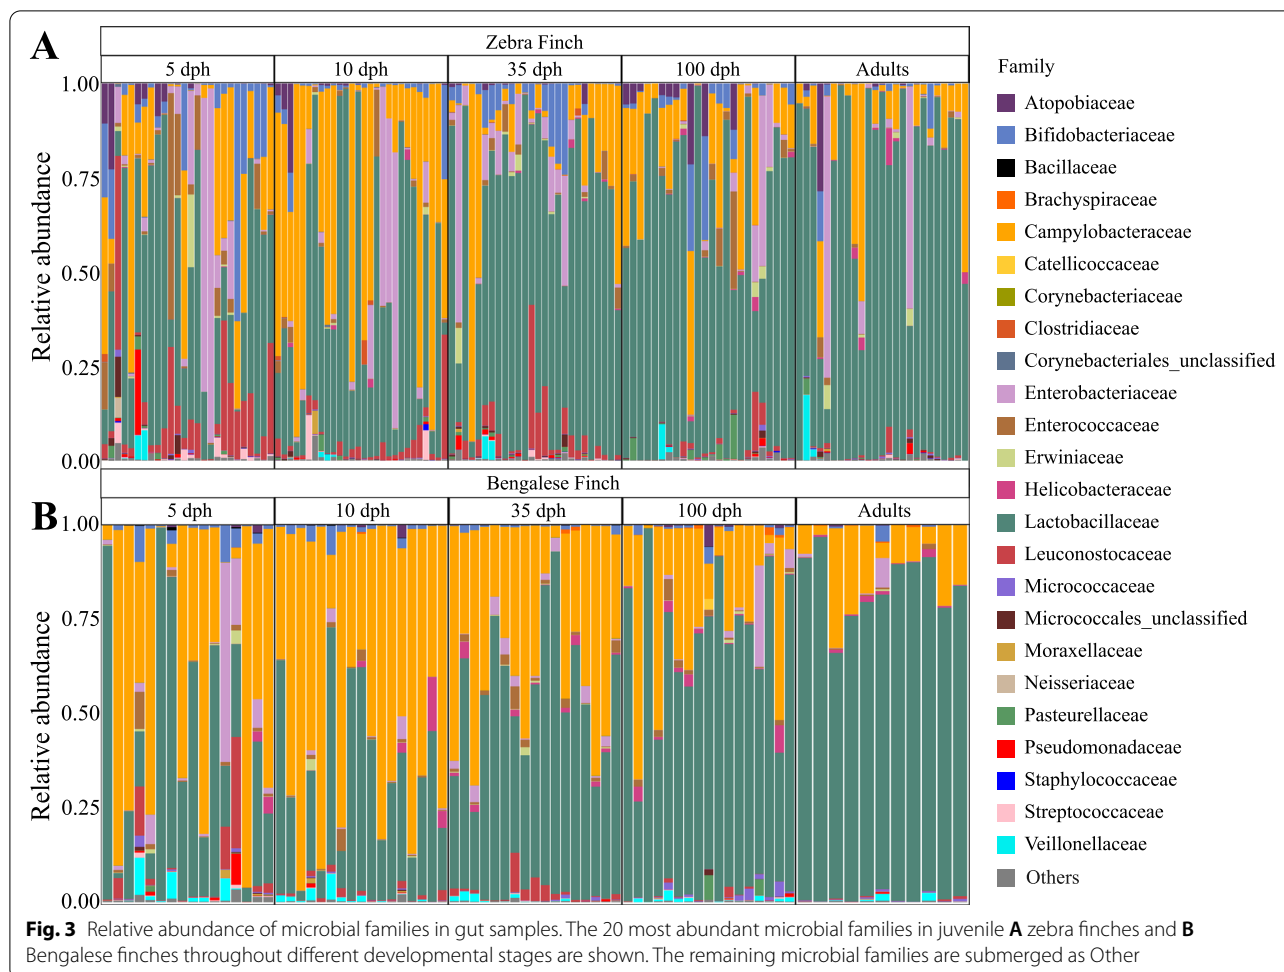 A
Zebra Finch
5 dph 10 dph 35 dph 100 dph Adults
1.00
0.75
0.50
0.25
0.00
Relative abundance
B
Bengalese Finch
5 dph 10 dph 35 dph 100 dph Adults
1.00
0.75
0.50
0.25
0.00
Relative abundance
Family
Atopobiaceae
Bifidobacteriaceae
Bacillaceae
Brachyspiraceae
Campylobacteraceae
Catellicoccaceae
Corynebacteriaceae
Clostridiaceae
Corynebacteriales_unclassified
Enterobacteriaceae
Enterococcaceae
Erwiniaceae
Helicobacteraceae
Lactobacillaceae
Leuconostocaceae
Micrococcaceae
Micrococcales_unclassified
Moraxellaceae
Neisseriaceae
Pasteurellaceae
Pseudomonadaceae
Staphylococcaceae
Streptococcaceae
Veillonellaceae
Others
Fig. 3 Relative abundance of microbial families in gut samples. The 20 most abundant microbial families in juvenile A zebra finches and B
Bengalese finches throughout different developmental stages are shown. The remaining microbial families are submerged as Other